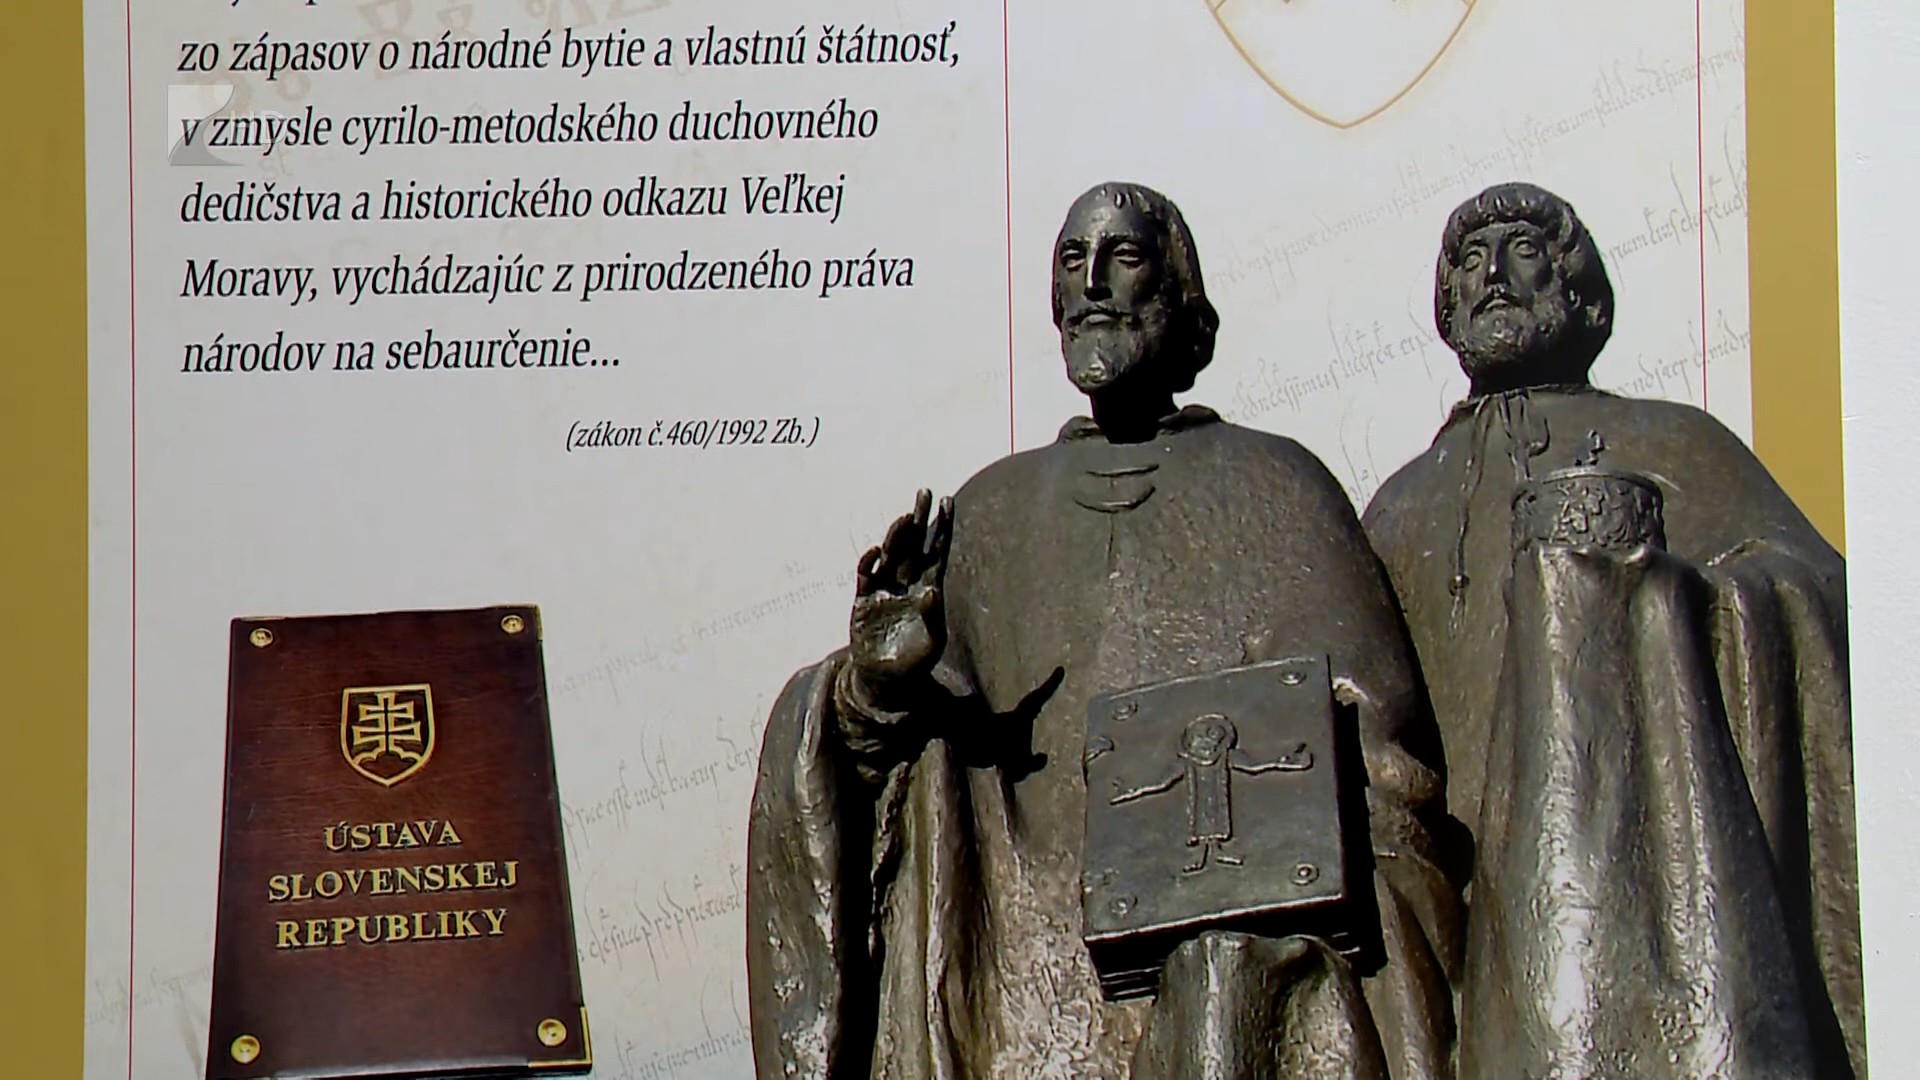 zo zápasov o národné bytie a vlastnú štátnosť,
v zmysle cyrilo-metodského duchovného
dedičstva a historického odkazu Veľkej
Moravy, vychádzajúc z prirodzeného práva
národov na sebaurčenie...
(zákon č.460/1992 Zb.)
ÚSTAVA
SLOVENSKEJ
REPUBLIKY